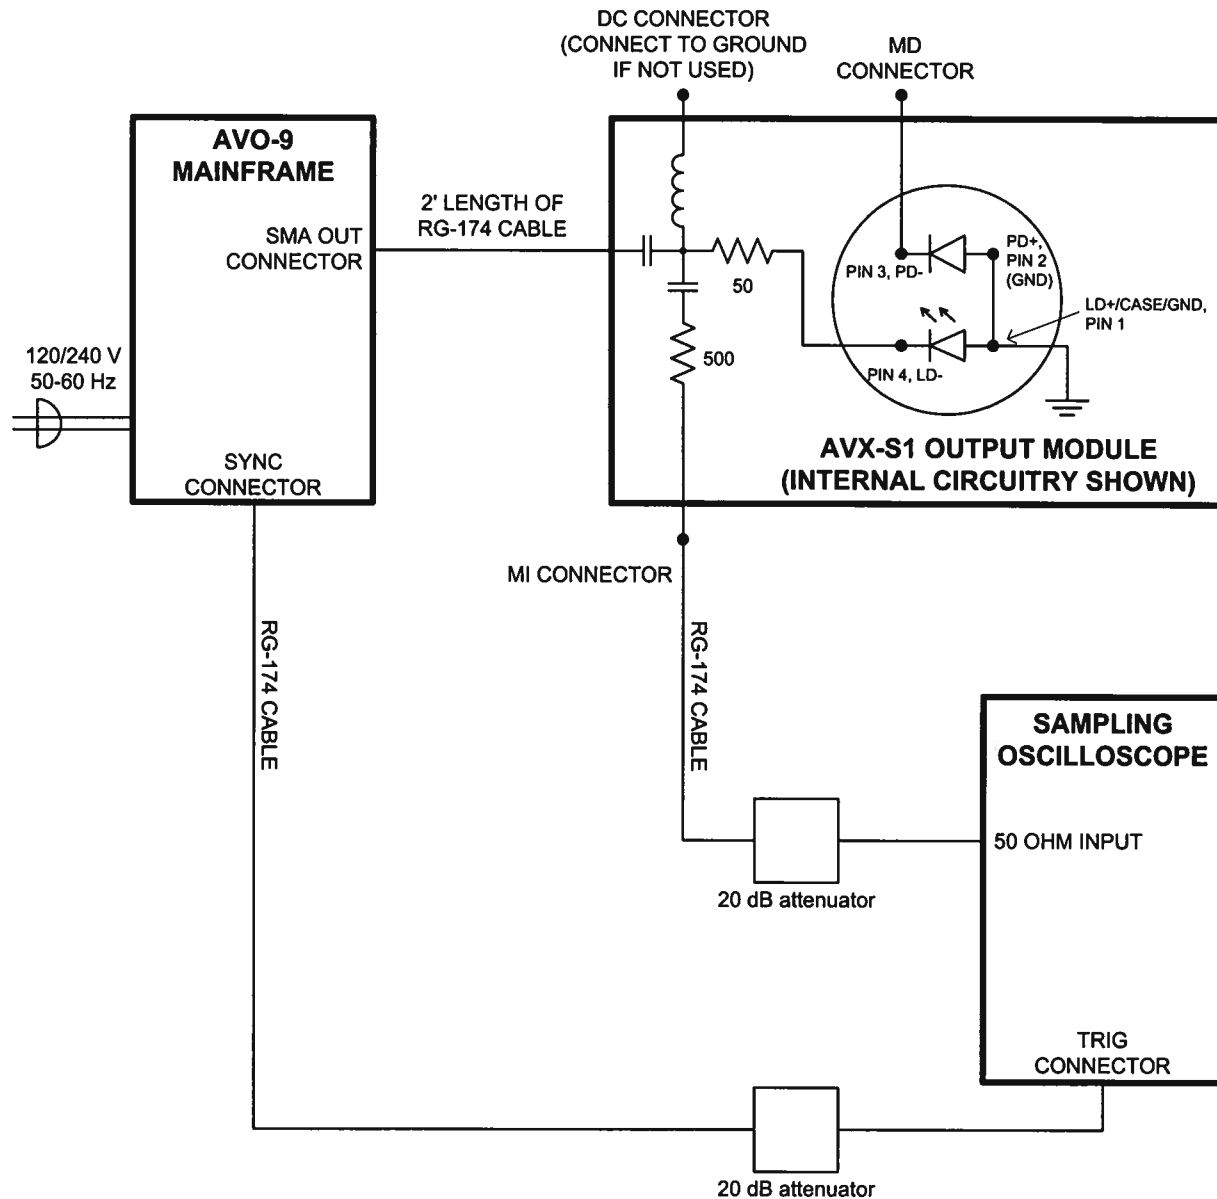 DC CONNECTOR
(CONNECT TO GROUND
IF NOT USED)
MD
CONNECTOR
AVO-9
MAINFRAME
2' LENGTH OF
RG-174 CABLE
SMA OUT
CONNECTOR
50
PIN 3, PD-
PD+,
PIN 2
(GND)
LD+/CASE/GND,
PIN 1
500
PIN 4, LD-
120/240 V
50-60 Hz
SYNC
CONNECTOR
AVX-S1 OUTPUT MODULE
(INTERNAL CIRCUITRY SHOWN)
MI CONNECTOR
RG-174 CABLE
RG-174 CABLE
SAMPLING
OSCILLOSCOPE
50 OHM INPUT
20 dB attenuator
TRIG
CONNECTOR
20 dB attenuator